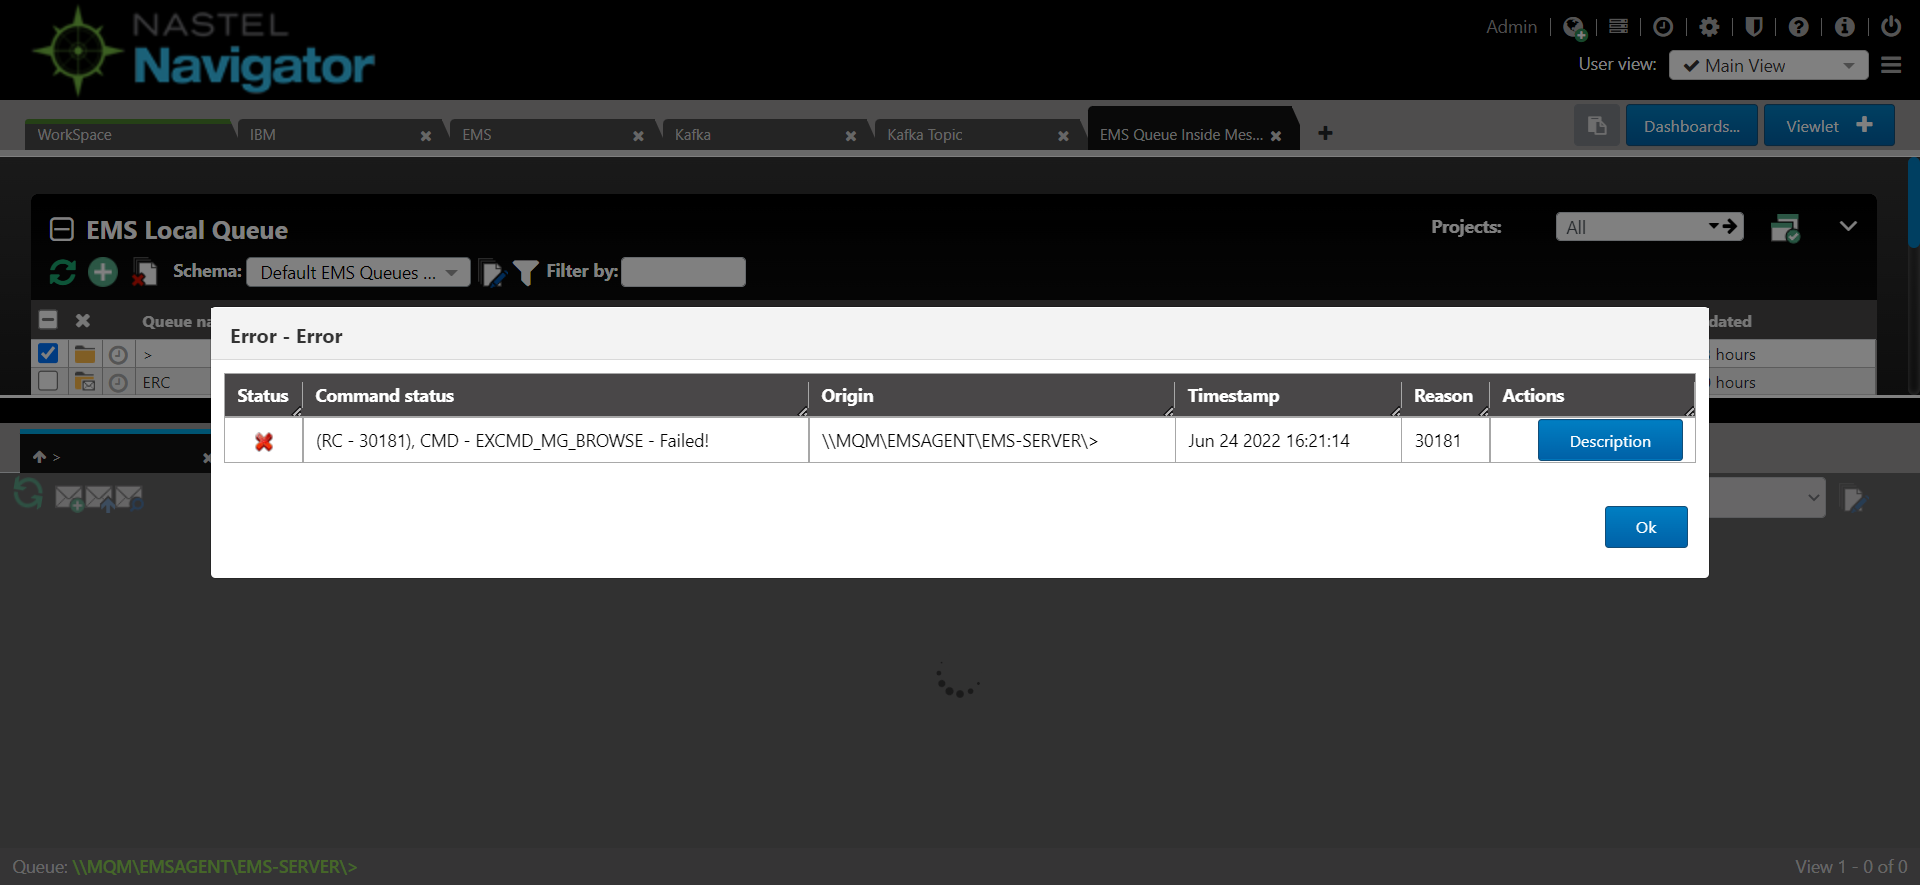 NASTEL
Navigator
Admin
User view:
Main View
WorkSpace
IBM
EMS
Kafka
Kafka Topic
EMS Queue Inside Mes...
Dashboards...
Viewlet
EMS Local Queue
Projects:
All
Schema:
Default EMS Queues ...
Filter by:
Queue na
dated
>
hours
ERC
hours
Error - Error
Status
Command status
Origin
Timestamp
Reason
Actions
(RC - 30181), CMD - EXCMD_MG_BROWSE - Failed!
\\MQM\EMSAGENT\EMS-SERVER\>
Jun 24 2022 16:21:14
30181
Description
Ok
>
Queue: \\MQM\EMSAGENT\EMS-SERVER\>
View 1 - 0 of 0